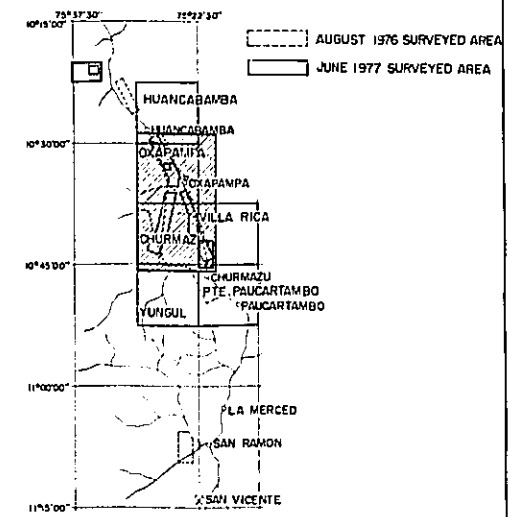 75°37'30" 75°22'30"
10°15'00"
AUGUST 1976 SURVEYED AREA
JUNE 1977 SURVEYED AREA
HUANCABAMBA
HUANCABAMBA
10°30'00"
OXAPAMPA
OXAPAMPA
VILLA RICA
CHURMAZ
10°45'00"
CHURMAZU
PTE. PAUCARTAMBO
PAUCARTAMBO
YUNGUL
11°00'00"
LA MERCED
SAN RAMON
SAN VICENTE